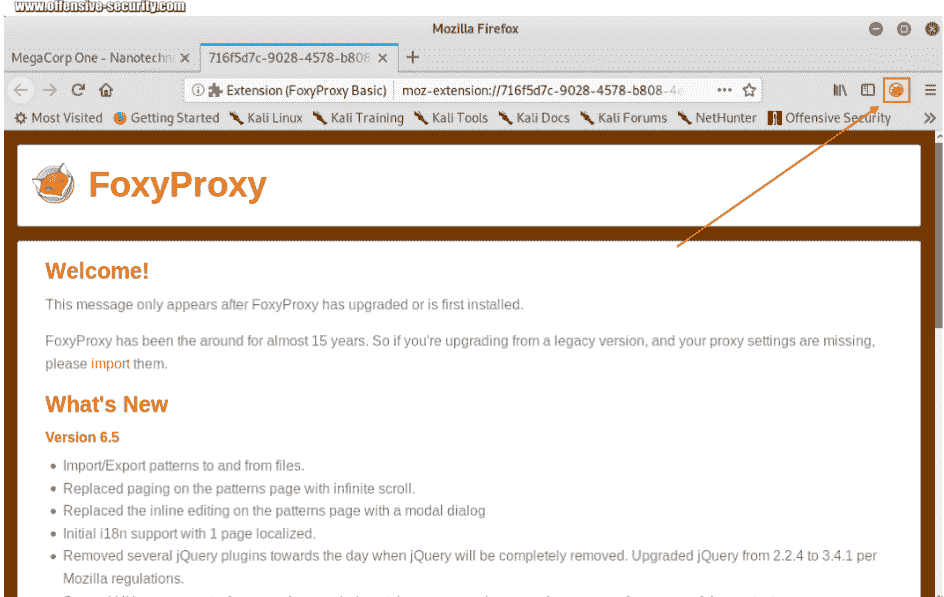 www.offensive-security.com
Mozilla Firefox
MegaCorp One - Nanotechn
716f5d7c-9028-4578-b808
Extension (FoxyProxy Basic)
moz-extension://716f5d7c-9028-4578-b808-4e
Most Visited
Getting Started
Kali Linux
Kali Training
Kali Tools
Kali Docs
Kali Forums
NetHunter
Offensive Security
FoxyProxy
Welcome!
This message only appears after FoxyProxy has upgraded or is first installed.
FoxyProxy has been the around for almost 15 years. So if you're upgrading from a legacy version, and your proxy settings are missing,
please import them.
What's New
Version 6.5
Import/Export patterns to and from files.
Replaced paging on the patterns page with infinite scroll.
Replaced the inline editing on the patterns page with a modal dialog
Initial i18n support with 1 page localized.
Removed several jQuery plugins towards the day when jQuery will be completely removed. Upgraded jQuery from 2.2.4 to 3.4.1 per
Mozilla regulations.